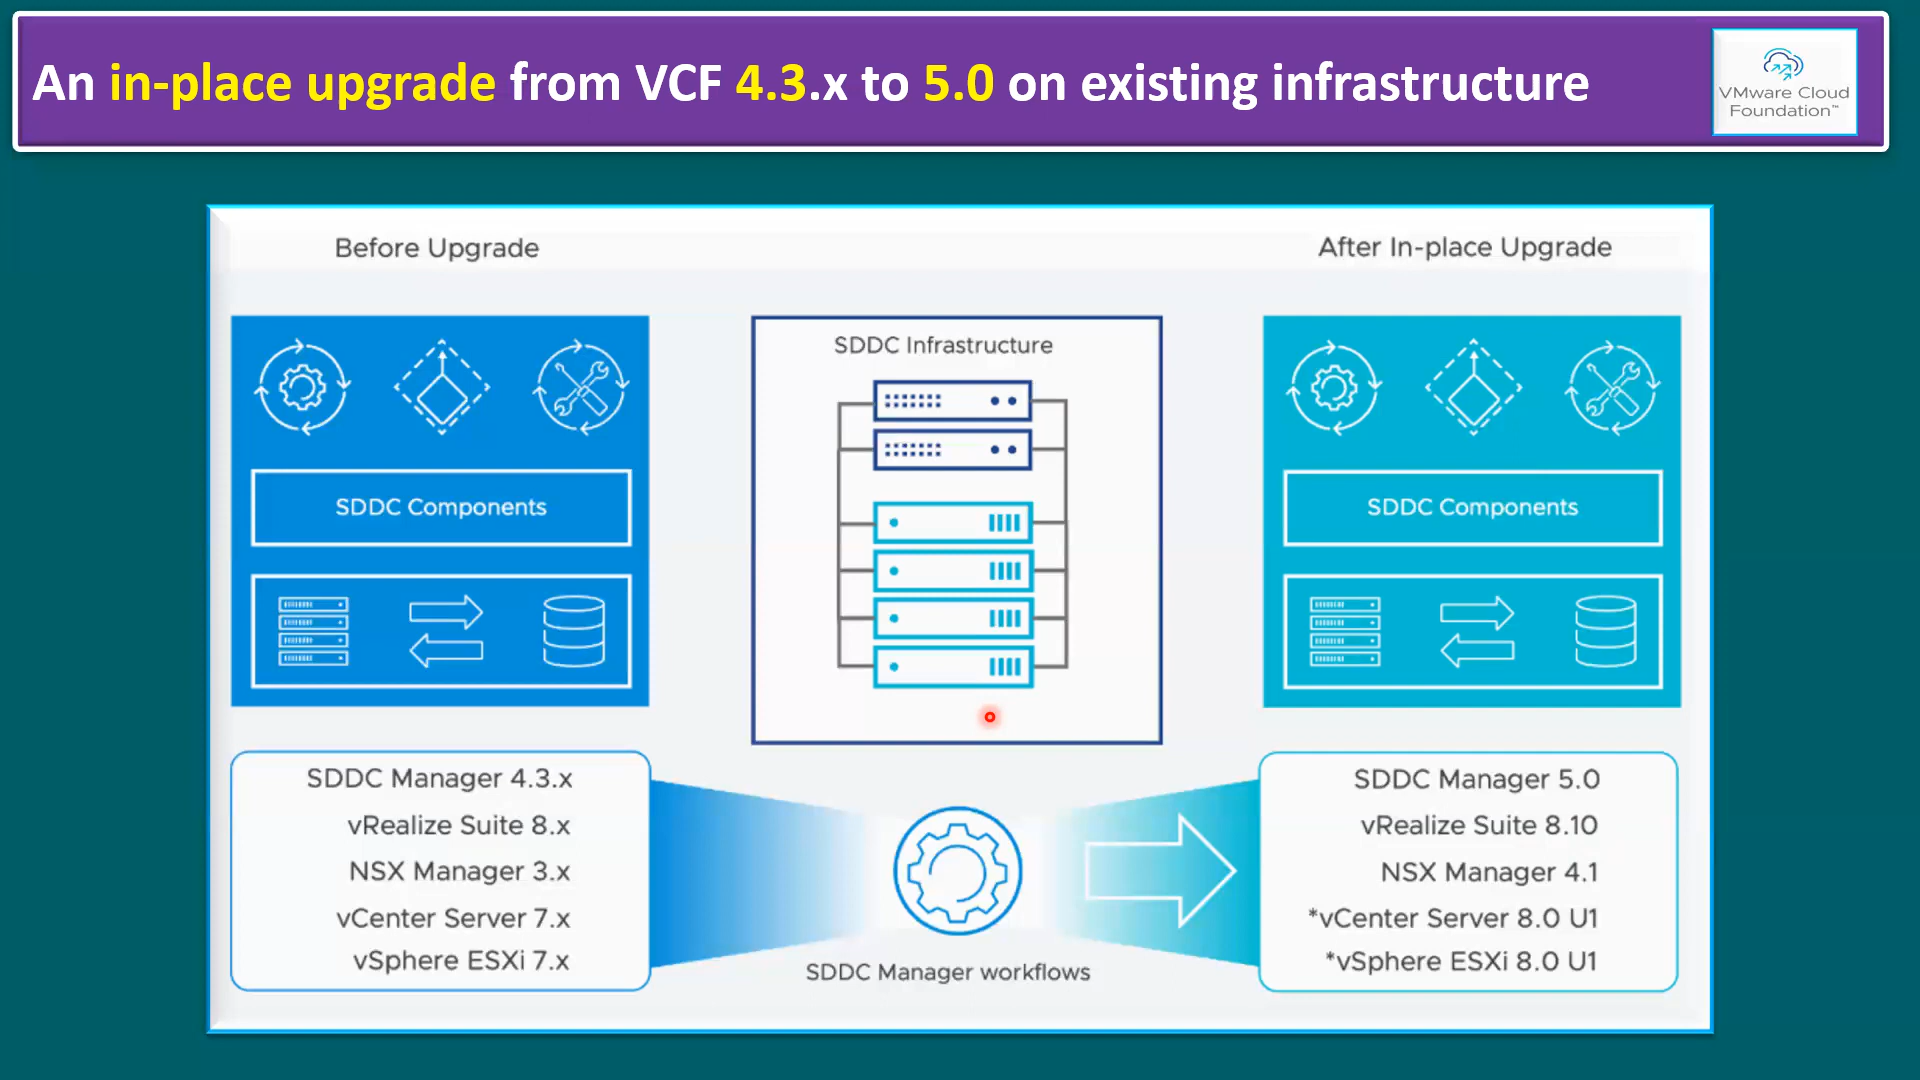 An in-place upgrade from VCF 4.3.x to 5.0 on existing infrastructure
VMware Cloud
Foundation™
Before Upgrade
After In-place Upgrade
SDDC Infrastructure
SDDC Components
SDDC Components
SDDC Manager 4.3.x
vRealize Suite 8.x
NSX Manager 3.x
vCenter Server 7.x
vSphere ESXi 7.x
SDDC Manager workflows
SDDC Manager 5.0
vRealize Suite 8.10
NSX Manager 4.1
*vCenter Server 8.0 U1
*vSphere ESXi 8.0 U1